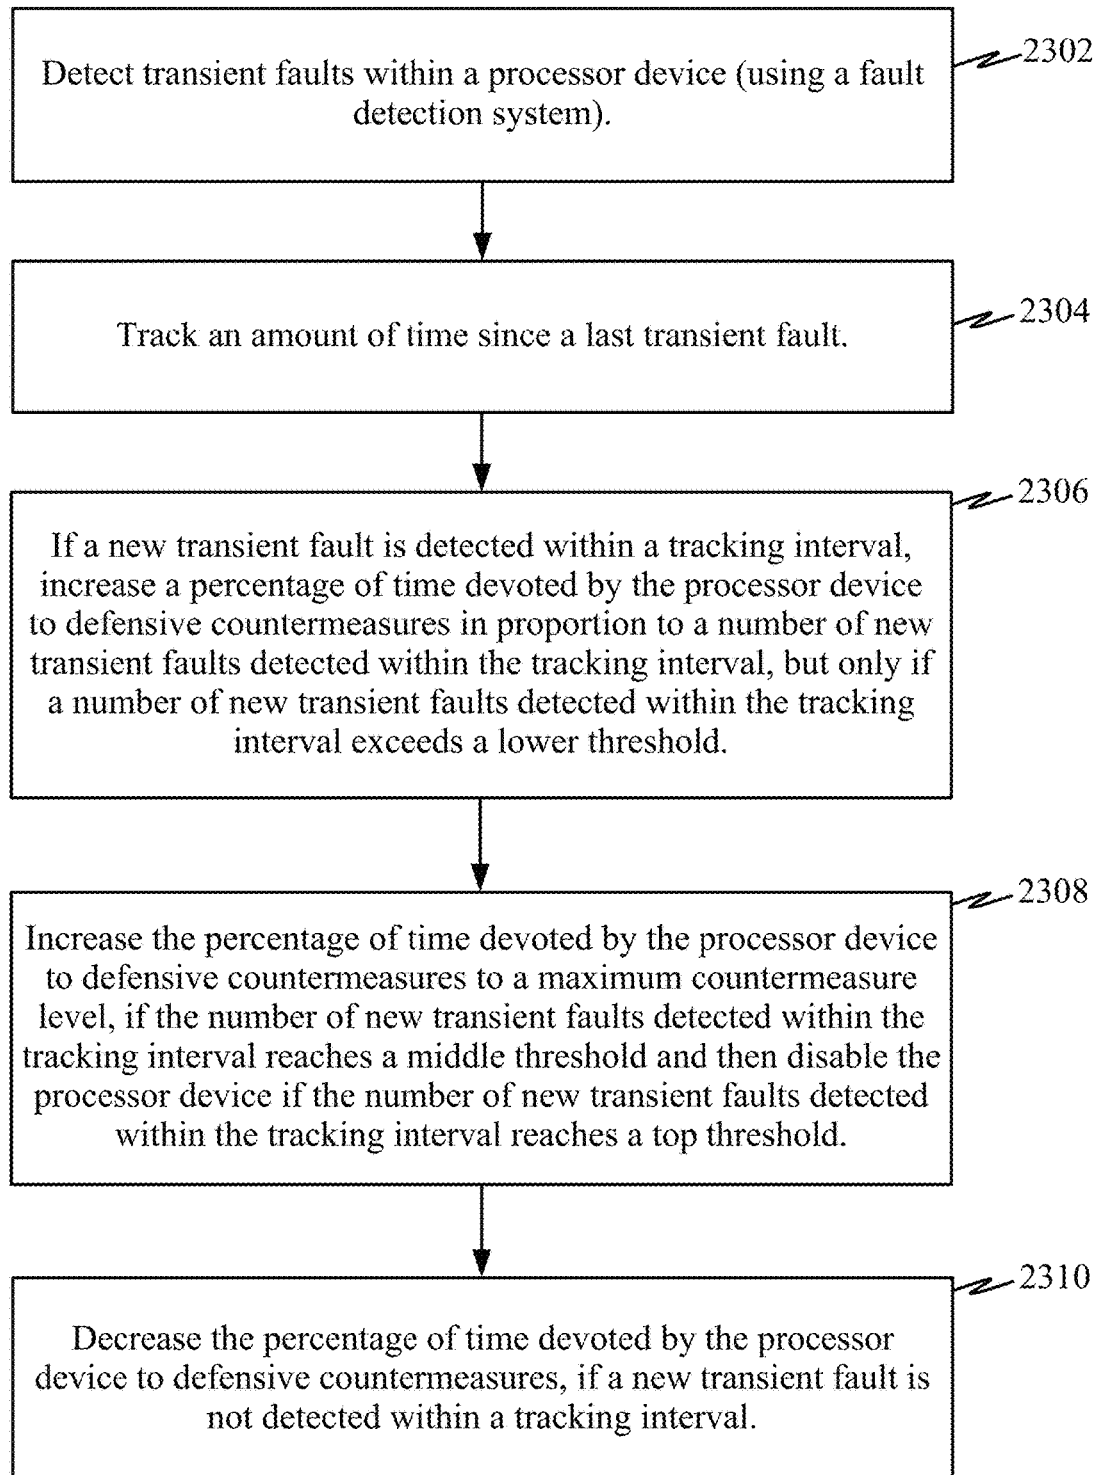 2302
Detect transient faults within a processor device (using a fault
detection system).
2304
Track an amount of time since a last transient fault.
2306
If a new transient fault is detected within a tracking interval,
increase a percentage of time devoted by the processor device
to defensive countermeasures in proportion to a number of new
transient faults detected within the tracking interval, but only if
a number of new transient faults detected within the tracking
interval exceeds a lower threshold.
2308
Increase the percentage of time devoted by the processor device
to defensive countermeasures to a maximum countermeasure
level, if the number of new transient faults detected within the
tracking interval reaches a middle threshold and then disable the
processor device if the number of new transient faults detected
within the tracking interval reaches a top threshold.
2310
Decrease the percentage of time devoted by the processor
device to defensive countermeasures, if a new transient fault is
not detected within a tracking interval.